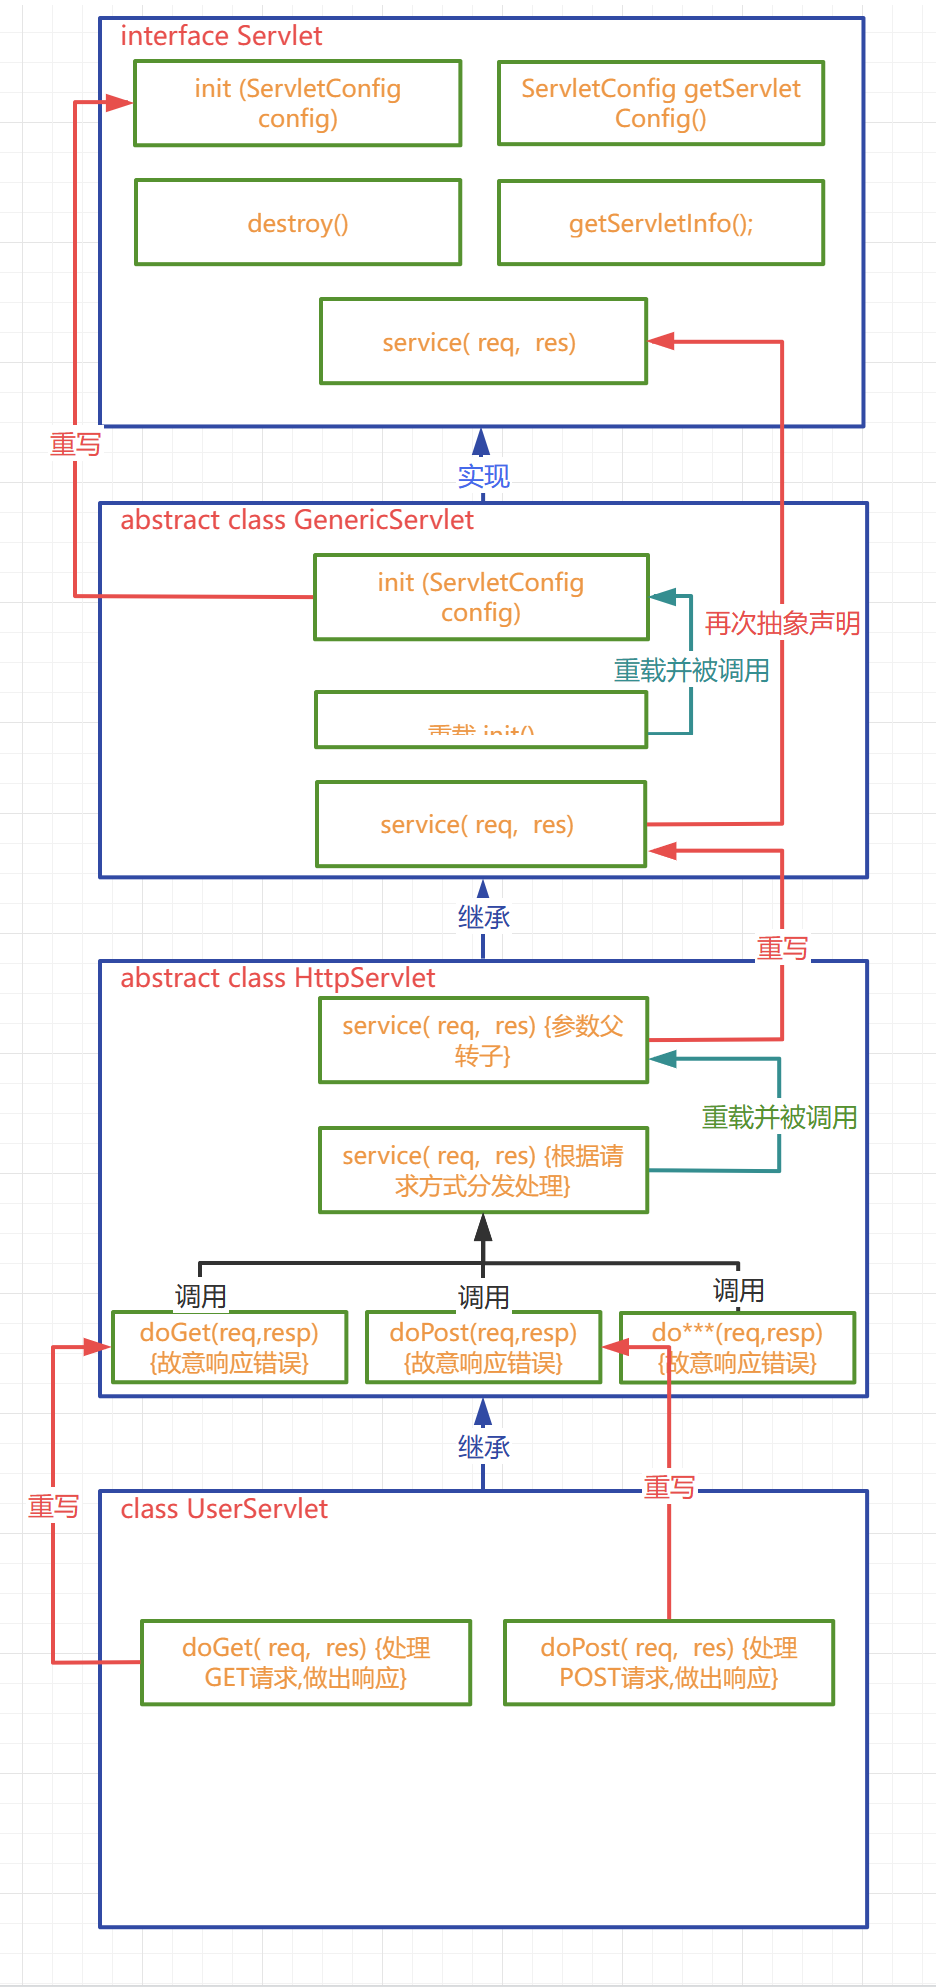 interface Servlet
init (ServletConfig
config)
ServletConfig getServlet
Config()
destroy()
getServletInfo();
service( req,  res)
重写
实现
abstract class GenericServlet
init (ServletConfig
config)
再次抽象声明
重载并被调用
重载 init()
service( req,  res)
继承
重写
abstract class HttpServlet
service( req,  res) {参数父
转子}
重载并被调用
service( req,  res) {根据请
求方式分发处理}
调用
调用
调用
doGet(req,resp)
{故意响应错误}
doPost(req,resp)
{故意响应错误}
do***(req,resp)
{故意响应错误}
继承
重写
重写
class UserServlet
doGet( req,  res) {处理
GET请求,做出响应}
doPost( req,  res) {处理
POST请求,做出响应}